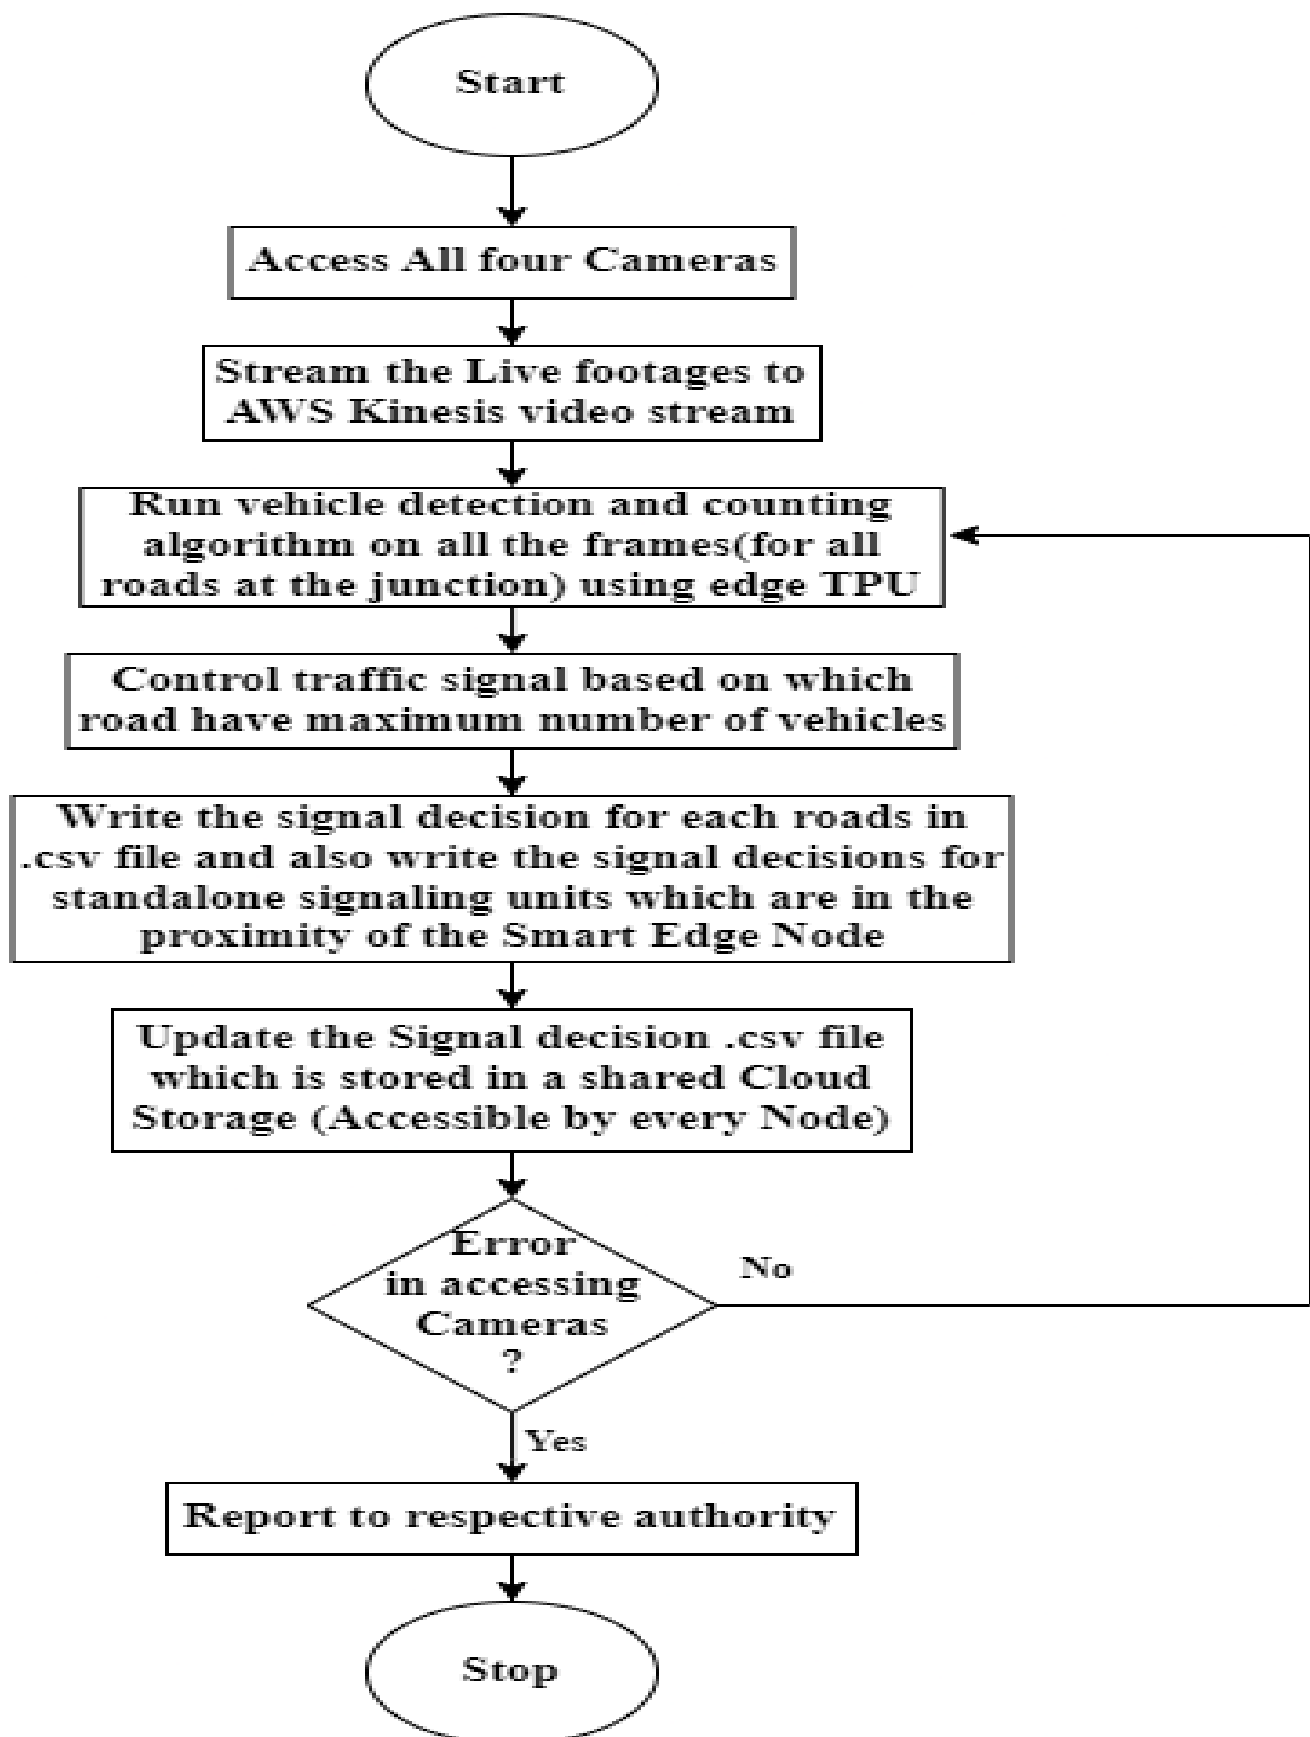 Start
Access All four Cameras
Stream the Live footages to
AWS Kinesis video stream
Run vehicle detection and counting
algorithm on all the frames(for all
roads at the junction) using edge TPU
Control traffic signal based on which
road have maximum number of vehicles
Write the signal decision for each roads in
.csv file and also write the signal decisions for
standalone signaling units which are in the
proximity of the Smart Edge Node
Update the Signal decision .csv file
which is stored in a shared Cloud
Storage (Accessible by every Node)
Error
in accessing
Cameras
?
No
Yes
Report to respective authority
Stop